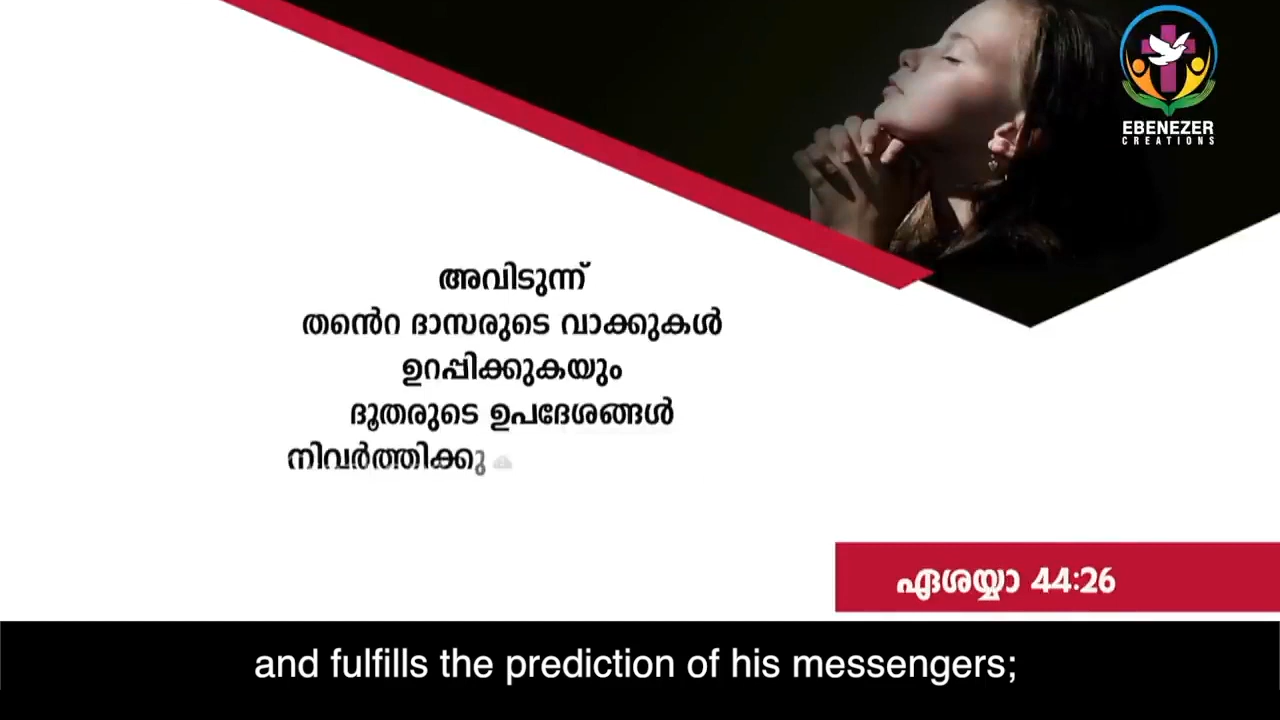 EBENEZER
CREATIONS
അവിടുന്ന്
തൻെറ ദാസരുടെ വാക്കുകൾ
ഉറപ്പിക്കുകയും
ദൂതരുടെ ഉപദേശങ്ങൾ
നിവർത്തിക്കുക
ഏശയ്യാ 44:26
and fulfills the prediction of his messengers;